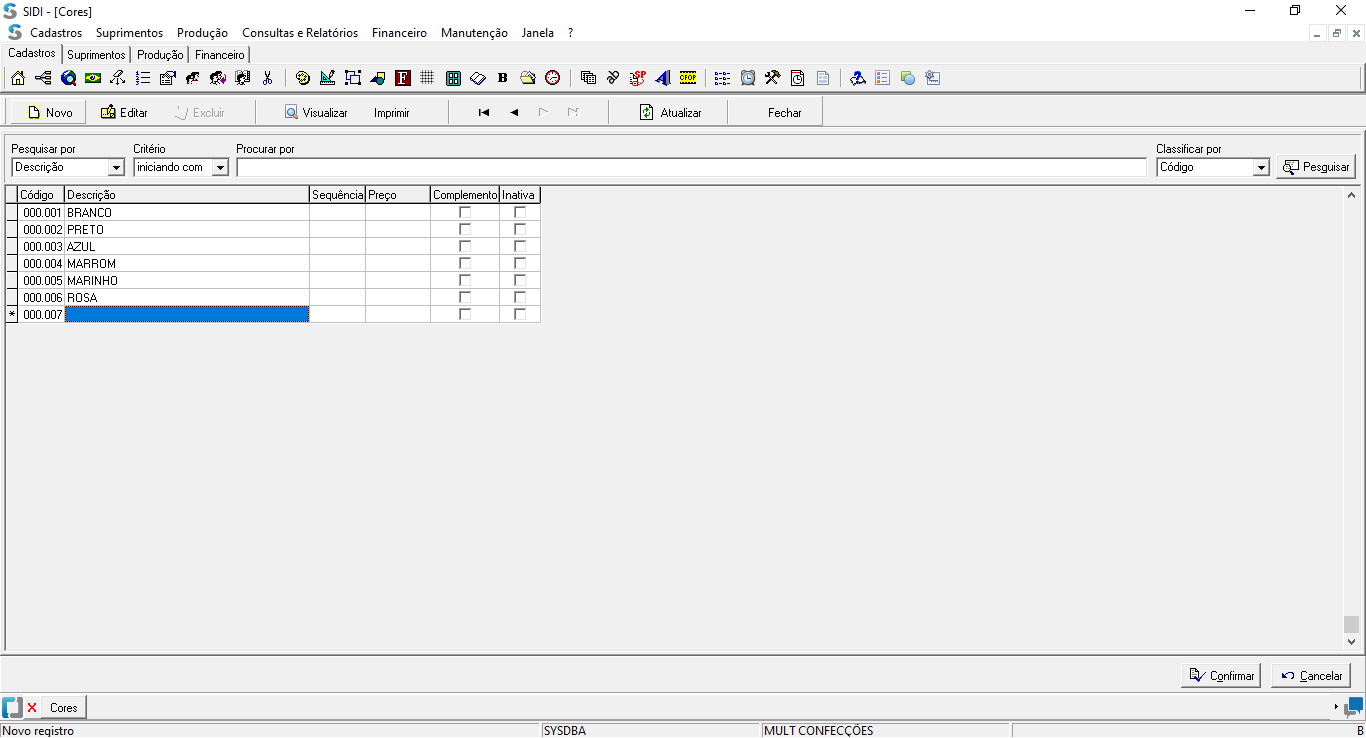 SIDI - [Cores]
Cadastros Suprimentos Produção Consultas e Relatórios Financeiro Manutenção Janela ?
Cadastros Suprimentos Produção Financeiro
F B SP CFOP
Novo Editar Excluir Visualizar Imprimir Atualizar Fechar
Pesquisar por Critério Procurar por Classificar por
Descrição iniciando com Código Pesquisar
Código Descrição Sequência Preço Complemento Inativa
000.001 BRANCO
000.002 PRETO
000.003 AZUL
000.004 MARROM
000.005 MARINHO
000.006 ROSA
* 000.007
Confirmar Cancelar
Cores
Novo registro SYSDBA MULT CONFECÇÕES B